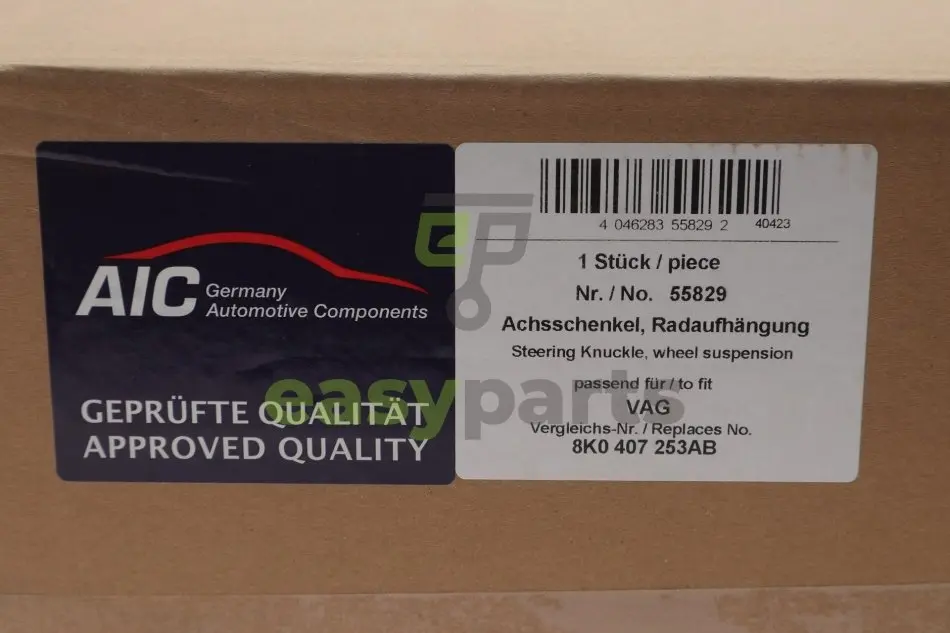 AIC
Germany
Automotive Components
GEPRÜFTE QUALITÄT
APPROVED QUALITY
4 046283 55829 2 40423
1 Stück / piece
Nr. / No. 55829
Achsschenkel, Radaufhängung
Steering Knuckle, wheel suspension
passend für / to fit
VAG
Vergleichs-Nr. / Replaces No.
8K0 407 253AB
ep
easyparts